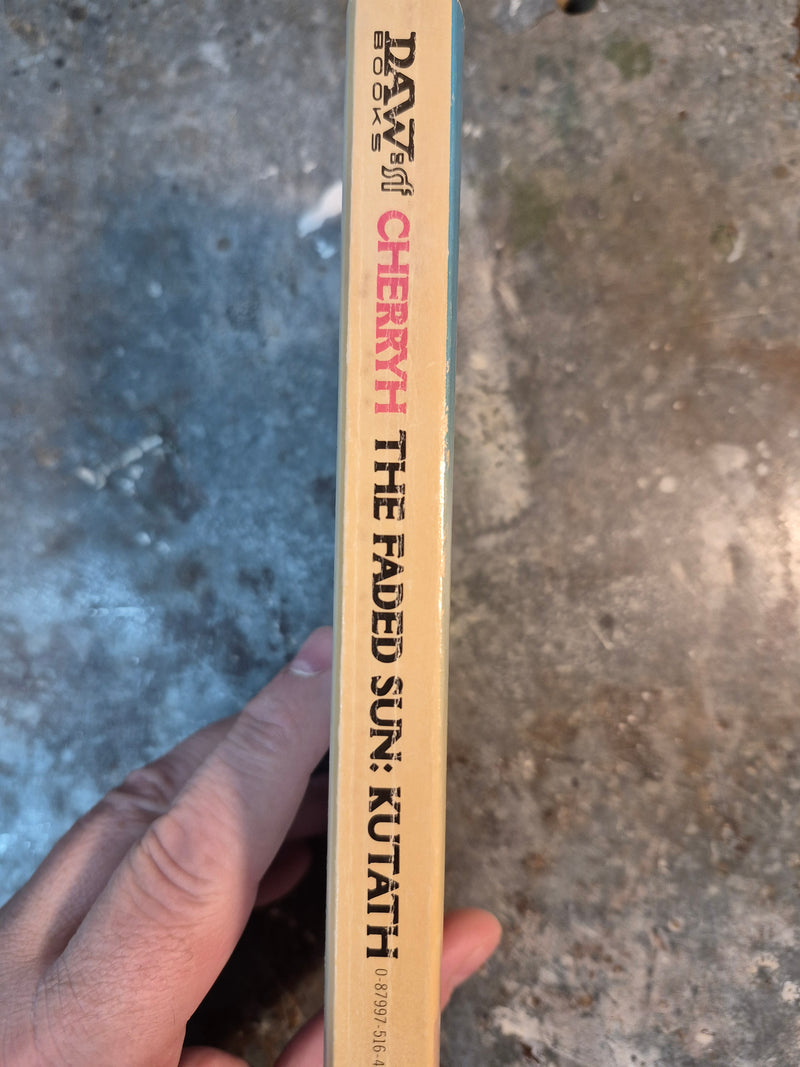 DAW
BOOKS
sf
CHERRYH
THE FADED SUN: KUTATH
0-87997-516-4